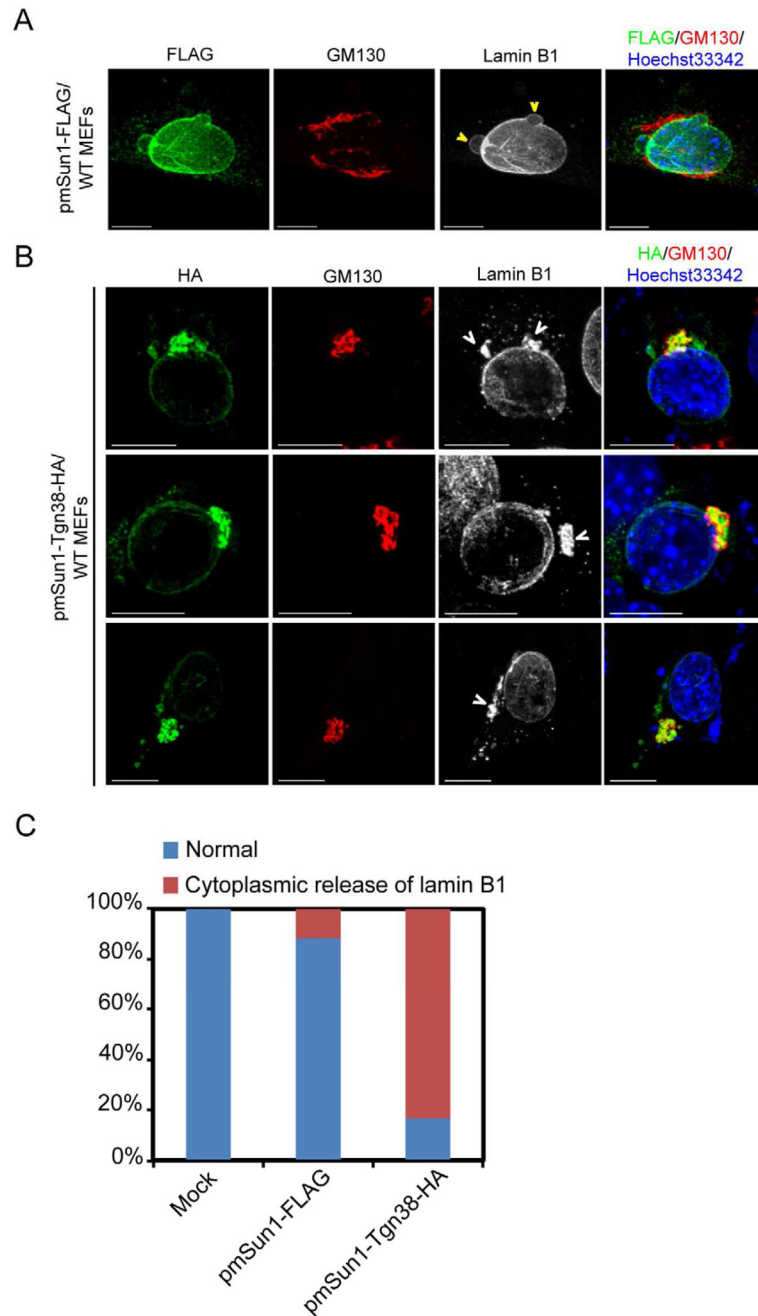 A
FLAG
GM130
Lamin B1
FLAG/GM130/
Hoechst33342
pmSun1-FLAG/
WT MEFs
B
HA
GM130
Lamin B1
HA/GM130/
Hoechst33342
pmSun1-Tgn38-HA/
WT MEFs
C
Normal
Cytoplasmic release of lamin B1
100%
80%
60%
40%
20%
0%
Mock
pmSun1-FLAG
pmSun1-Tgn38-HA